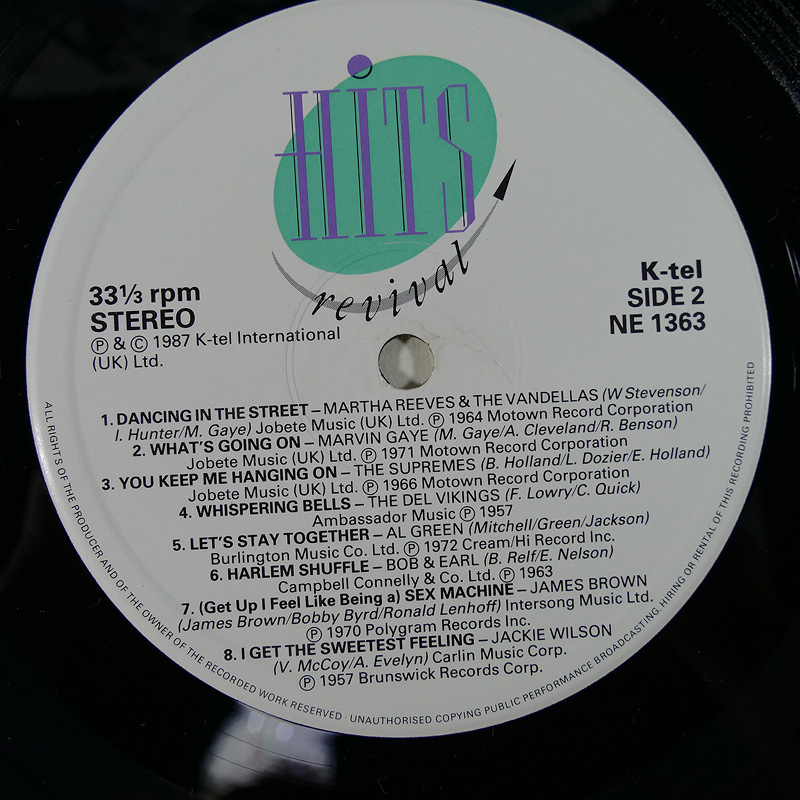 HITS
revival
33⅓ rpm
STEREO
Ⓟ & © 1987 K-tel International
(UK) Ltd.
K-tel
SIDE 2
NE 1363
1. DANCING IN THE STREET – MARTHA REEVES & THE VANDELLAS (W Stevenson/
I. Hunter/M. Gaye) Jobete Music (UK) Ltd. Ⓟ 1964 Motown Record Corporation
2. WHAT'S GOING ON – MARVIN GAYE (M. Gaye/A. Cleveland/R. Benson)
Jobete Music (UK) Ltd. Ⓟ 1971 Motown Record Corporation
3. YOU KEEP ME HANGING ON – THE SUPREMES (B. Holland/L. Dozier/E. Holland)
Jobete Music (UK) Ltd. Ⓟ 1966 Motown Record Corporation
4. WHISPERING BELLS – THE DEL VIKINGS (F. Lowry/C. Quick)
Ambassador Music Ⓟ 1957
5. LET'S STAY TOGETHER – AL GREEN (Mitchell/Green/Jackson)
Burlington Music Co. Ltd. Ⓟ 1972 Cream/Hi Record Inc.
6. HARLEM SHUFFLE – BOB & EARL (B. Relf/E. Nelson)
Campbell Connelly & Co. Ltd. Ⓟ 1963
7. (Get Up I Feel Like Being a) SEX MACHINE – JAMES BROWN
(James Brown/Bobby Byrd/Ronald Lenhoff) Intersong Music Ltd.
Ⓟ 1970 Polygram Records Inc.
8. I GET THE SWEETEST FEELING – JACKIE WILSON
(V. McCoy/A. Evelyn) Carlin Music Corp.
Ⓟ 1957 Brunswick Records Corp.
ALL RIGHTS OF THE PRODUCER AND OF THE OWNER OF THE RECORDED WORK RESERVED · UNAUTHORISED COPYING PUBLIC PERFORMANCE BROADCASTING, HIRING OR RENTAL OF THIS RECORDING PROHIBITED